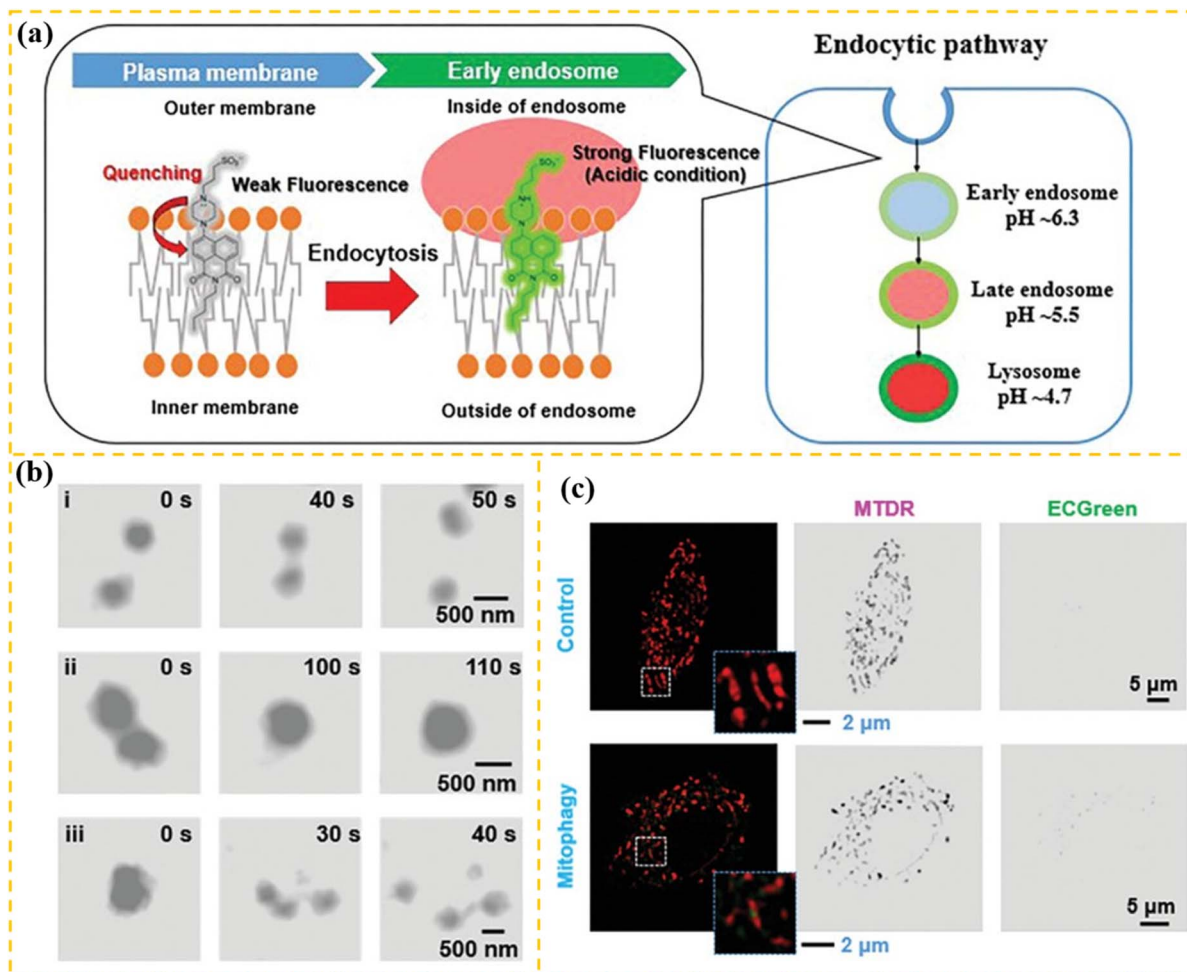 (a)
Plasma membrane
Early endosome
Outer membrane
Inside of endosome
SO₃⁻
SO₃⁻
Quenching
Weak Fluorescence
Strong Fluorescence
(Acidic condition)
N
NH
N
N
Endocytosis
O N O
O N O
Inner membrane
Outside of endosome
Endocytic pathway
Early endosome
pH ~6.3
Late endosome
pH ~5.5
Lysosome
pH ~4.7
(b)
i 0 s
40 s
50 s
500 nm
ii 0 s
100 s
110 s
500 nm
iii 0 s
30 s
40 s
500 nm
(c)
MTDR
ECGreen
Control
2 µm
5 µm
Mitophagy
2 µm
5 µm